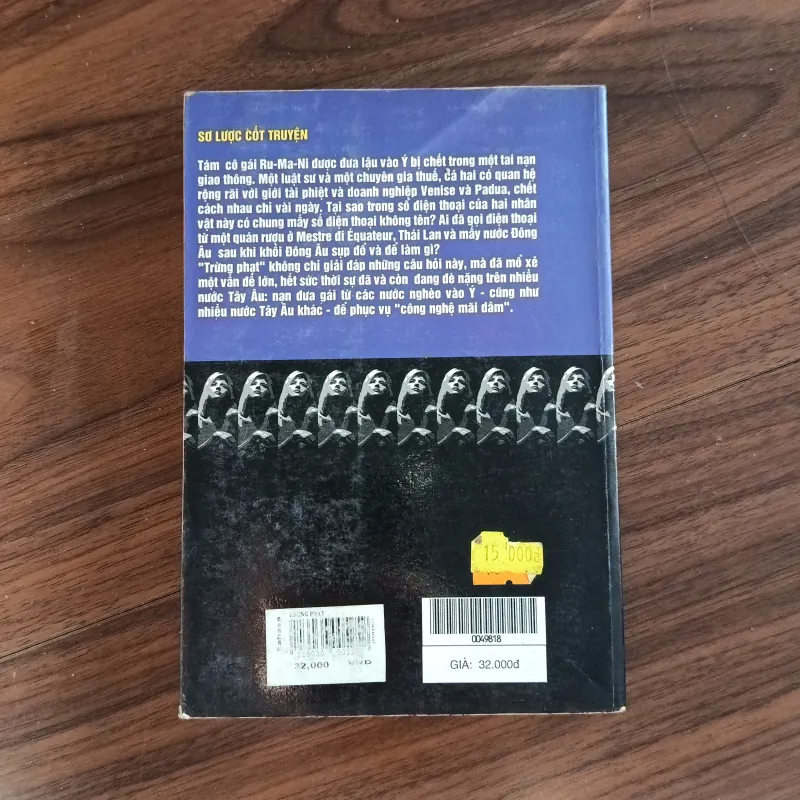 SƠ LƯỢC CỐT TRUYỆN
Tám cô gái Ru-Ma-Ni được đưa lậu vào Ý bị chết trong một tai nạn
giao thông. Một luật sư và một chuyên gia thuế, cả hai có quan hệ
rộng rãi với giới tài phiệt và doanh nghiệp Venise và Padua, chết
cách nhau chỉ vài ngày. Tại sao trong sổ điện thoại của hai nhân
vật này có chung mấy số điện thoại không tên? Ai đã gọi điện thoại
từ một quán rượu ở Mestre đi Équateur, Thái Lan và mấy nước Đông
Âu sau khi khối Đông Âu sụp đổ và để làm gì?
"Trừng phạt" không chỉ giải đáp những câu hỏi này, mà đã mổ xẻ
một vấn đề lớn, hết sức thời sự đã và còn đang đè nặng trên nhiều
nước Tây Âu: nạn đưa gái từ các nước nghèo vào Ý - cũng như
nhiều nước Tây Âu khác - để phục vụ "công nghệ mãi dâm".
15 000đ
Fahasa
32,000 VND
0049818
GIÁ: 32.000đ